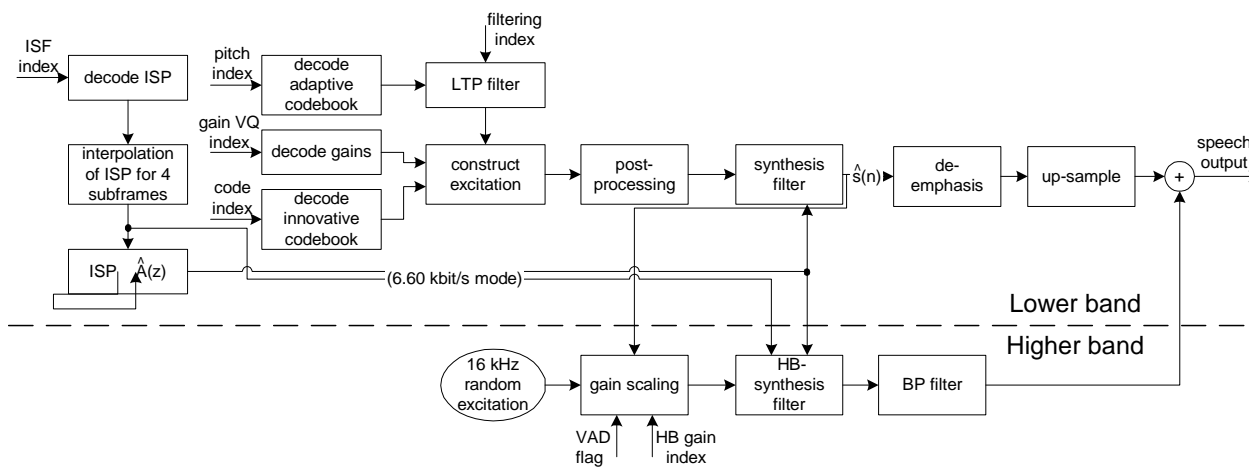 ISF
index
decode ISP
interpolation
of ISP for 4
subframes
ISP Â(z)
pitch
index
decode
adaptive
codebook
gain VQ
index
decode gains
code
index
decode
innovative
codebook
filtering
index
LTP filter
construct
excitation
post-
processing
synthesis
filter
ŝ(n)
de-
emphasis
up-sample
+
speech
output
(6.60 kbit/s mode)
Lower band
Higher band
16 kHz
random
excitation
gain scaling
VAD
flag
HB gain
index
HB-
synthesis
filter
BP filter